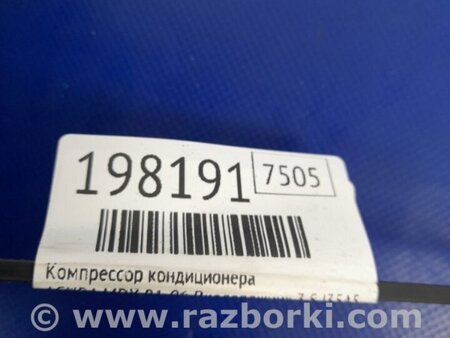 198191 7505
Компрессор кондиционера
www.razborki.com